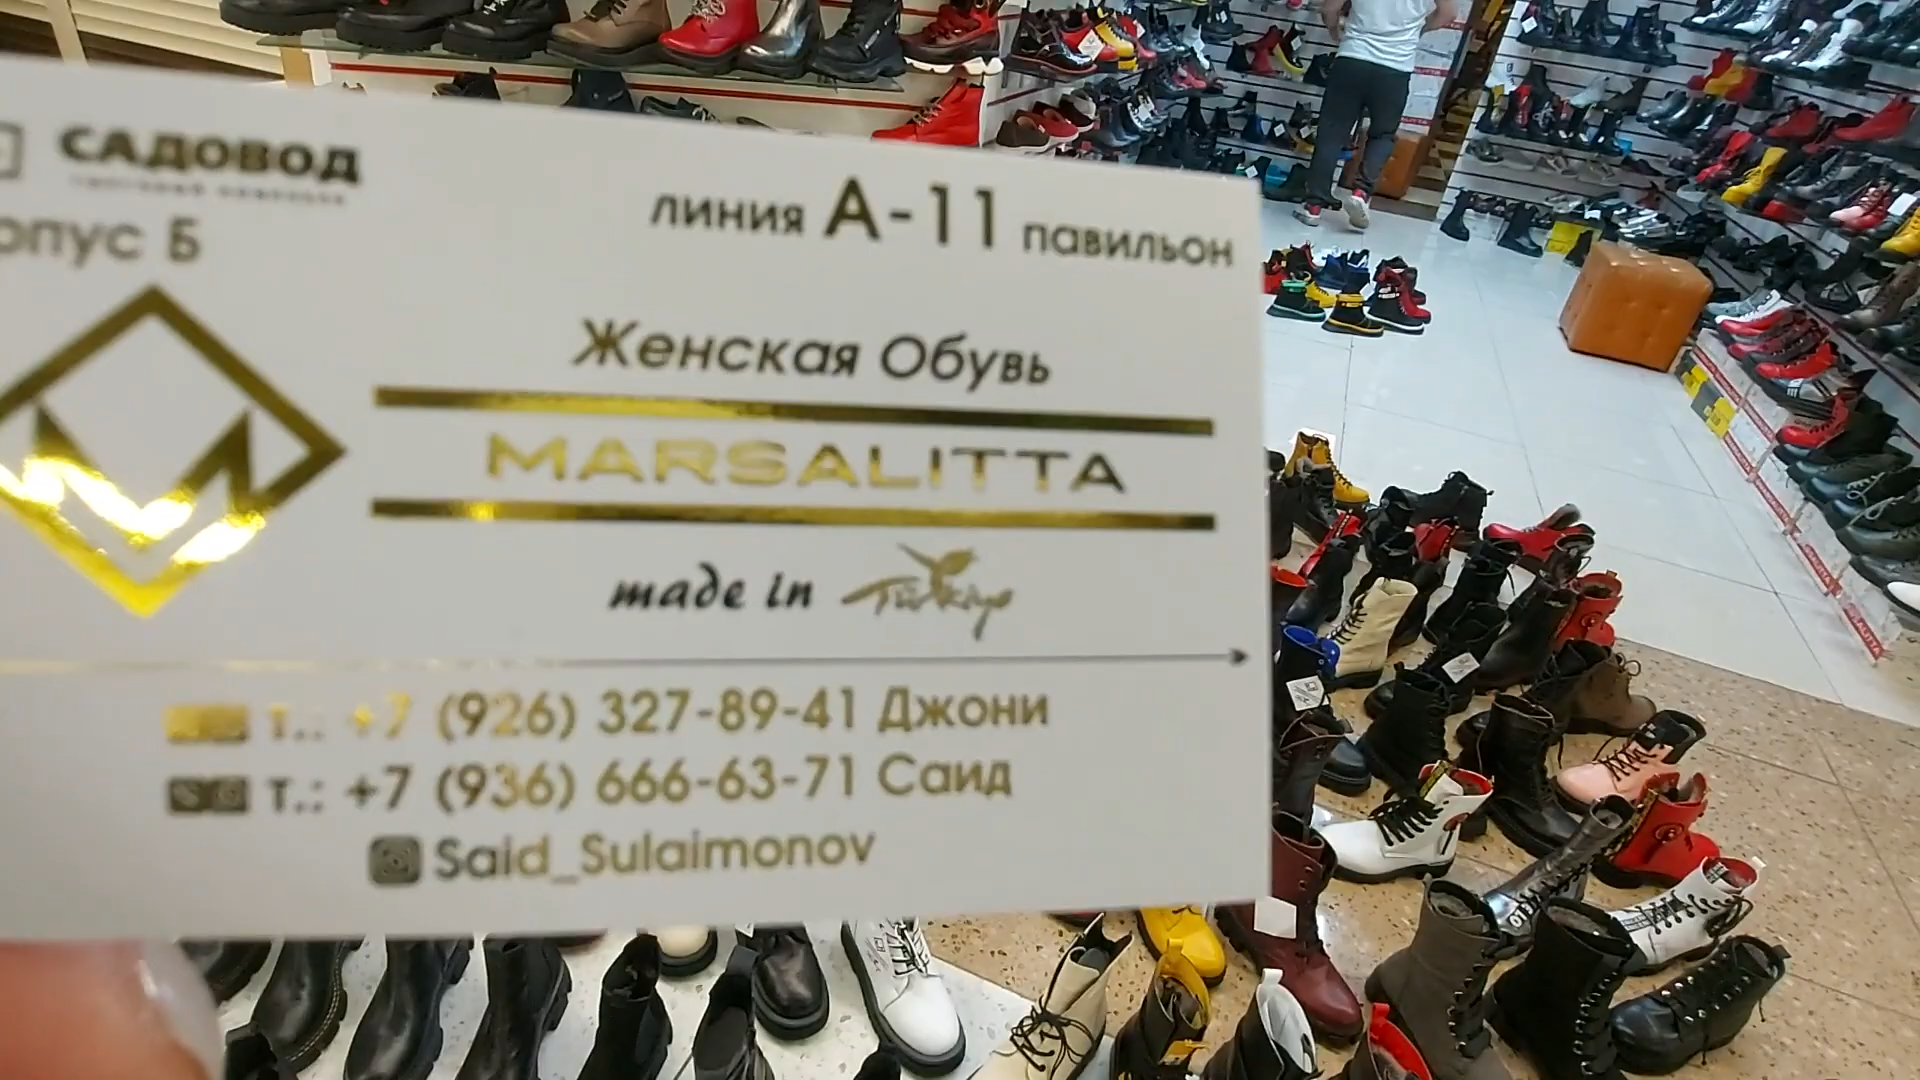 САДОВОД
опус Б
линия А-11 павильон
Женская Обувь
MARSALITTA
made in Türkiye
т.: +7 (926) 327-89-41 Джони
т.: +7 (936) 666-63-71 Саид
Said_Sulaimonov